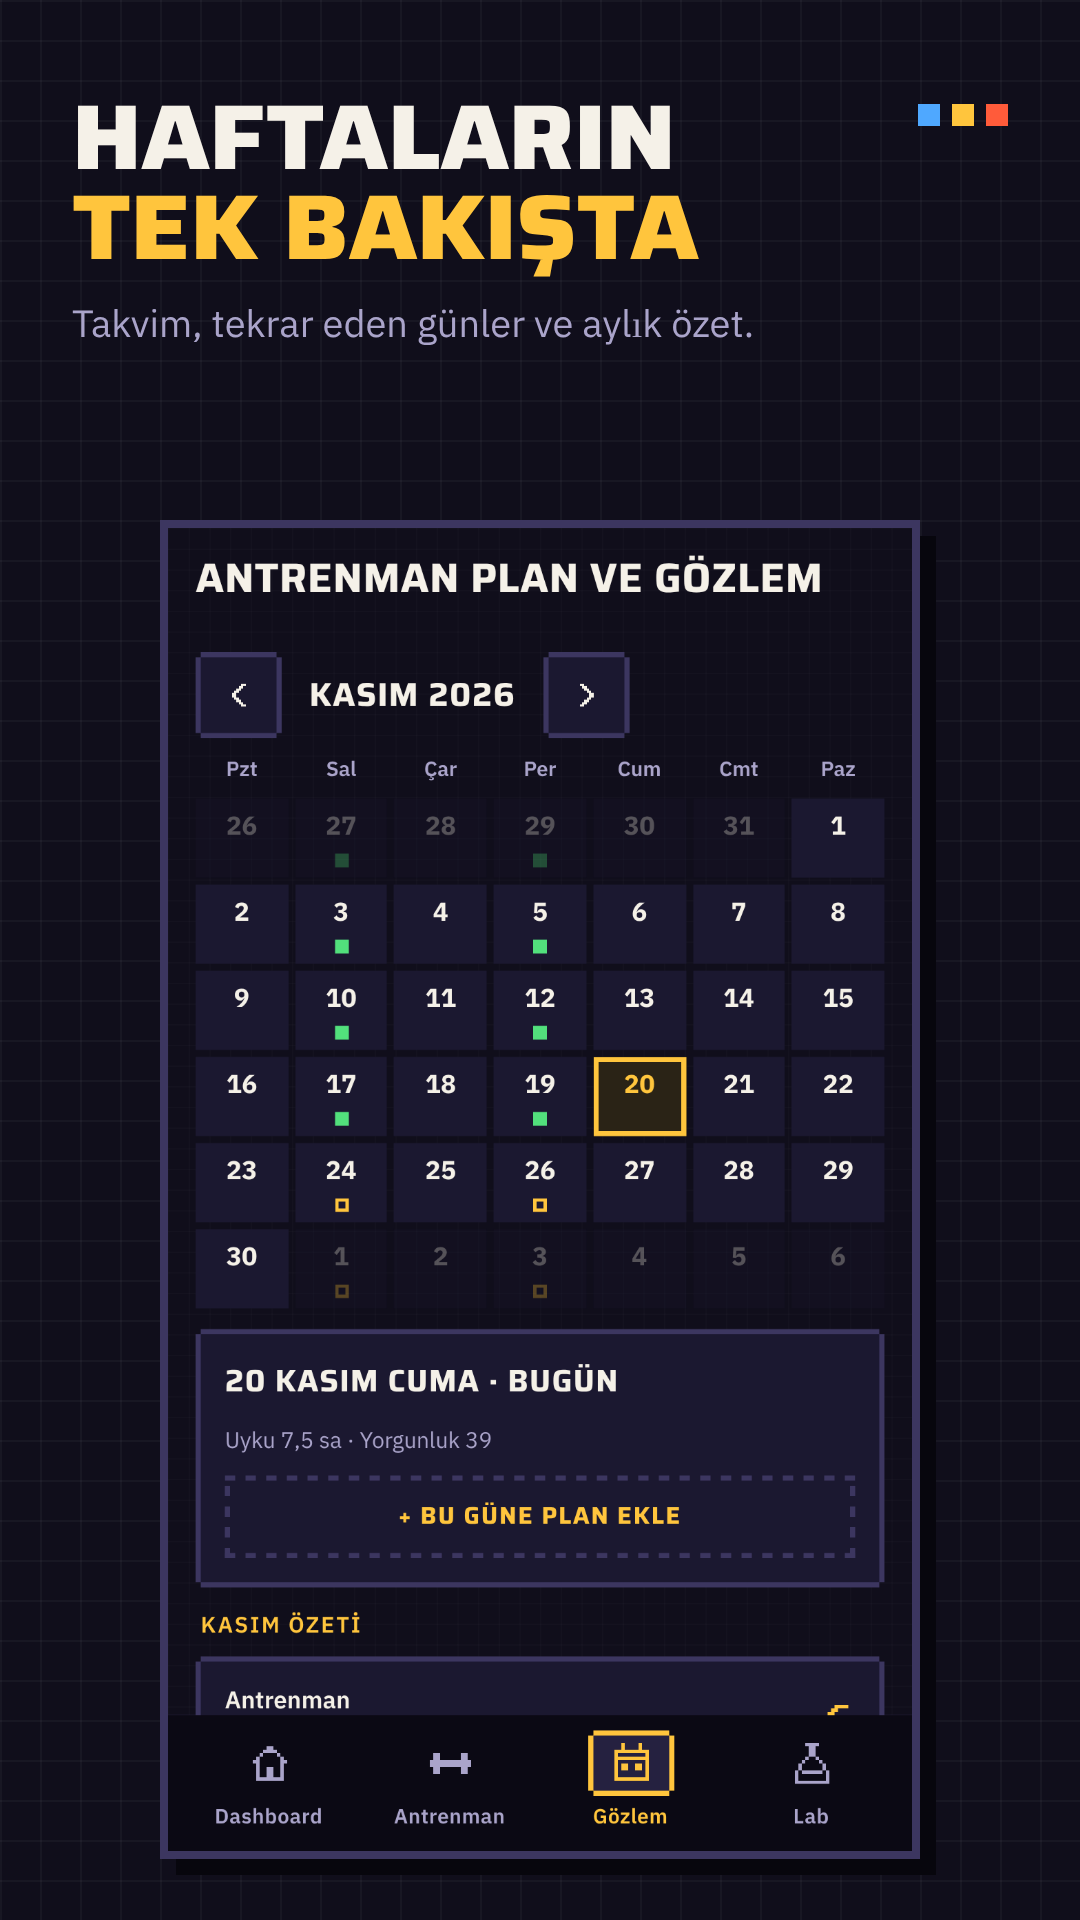 HAFTALARIN
TEK BAKIŞTA
Takvim, tekrar eden günler ve aylık özet.
ANTRENMAN PLAN VE GÖZLEM
KASIM 2026
Pzt Sal Çar Per Cum Cmt Paz
26 27 28 29 30 31 1
2 3 4 5 6 7 8
9 10 11 12 13 14 15
16 17 18 19 20 21 22
23 24 25 26 27 28 29
30 1 2 3 4 5 6
20 KASIM CUMA · BUGÜN
Uyku 7,5 sa · Yorgunluk 39
+ BU GÜNE PLAN EKLE
KASIM ÖZETİ
Antrenman
Dashboard Antrenman Gözlem Lab